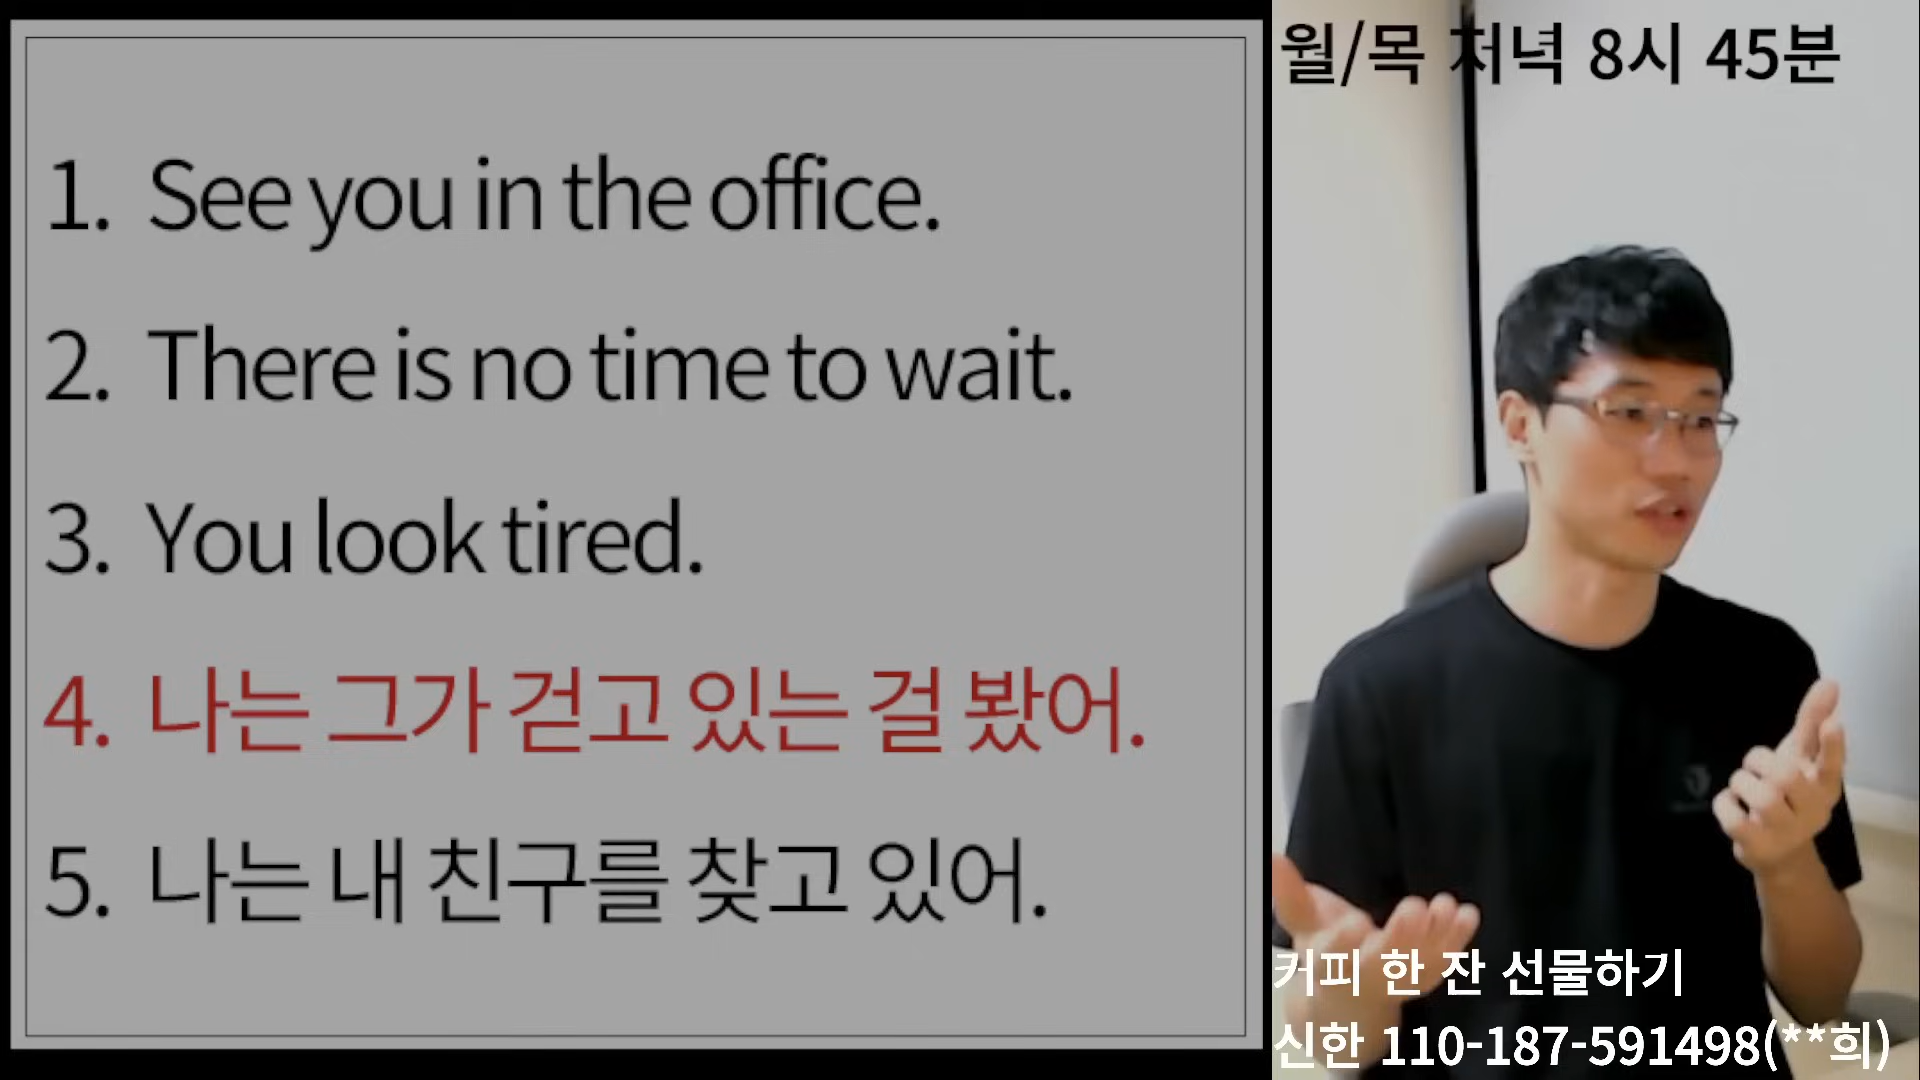 1. See you in the office.
2. There is no time to wait.
3. You look tired.
4. 나는 그가 걷고 있는 걸 봤어.
5. 나는 내 친구를 찾고 있어.
월/목 저녁 8시 45분
커피 한 잔 선물하기
신한 110-187-591498(**희)